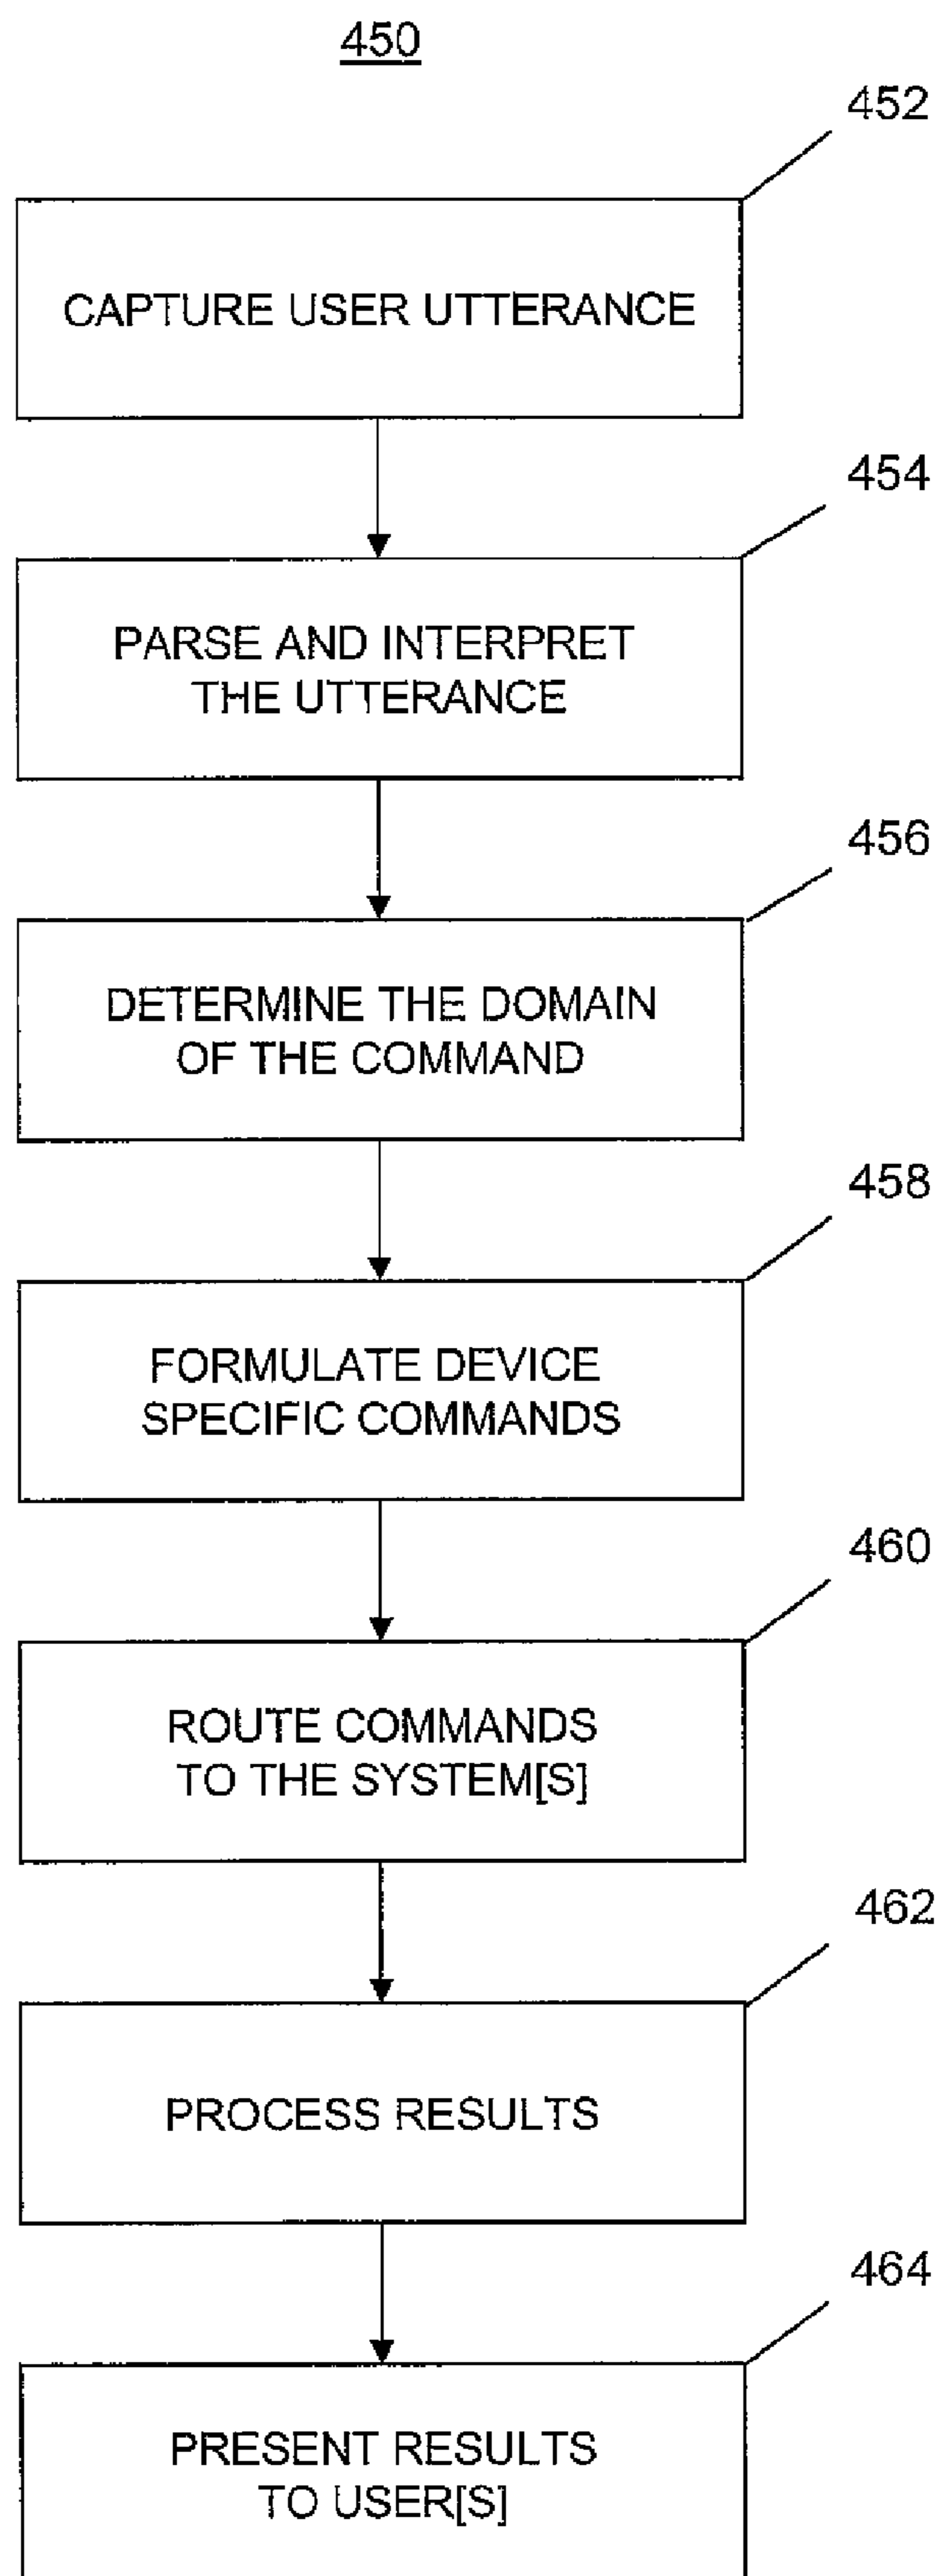 450
452
CAPTURE USER UTTERANCE
454
PARSE AND INTERPRET
THE UTTERANCE
456
DETERMINE THE DOMAIN
OF THE COMMAND
458
FORMULATE DEVICE
SPECIFIC COMMANDS
460
ROUTE COMMANDS
TO THE SYSTEM[S]
462
PROCESS RESULTS
464
PRESENT RESULTS
TO USER[S]